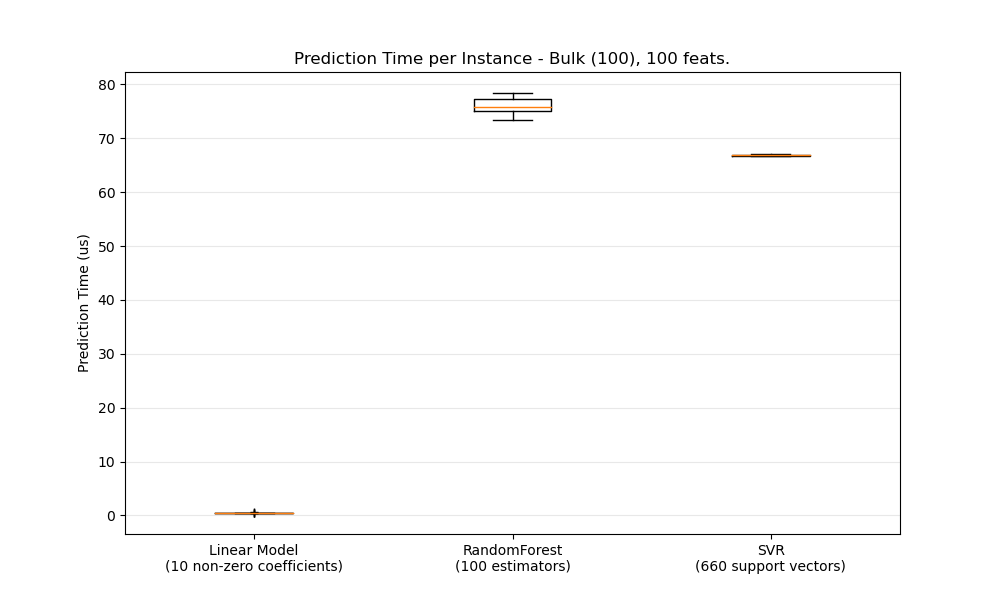 Prediction Time per Instance - Bulk (100), 100 feats.
Prediction Time (us)
80
70
60
50
40
30
20
10
0
Linear Model
(10 non-zero coefficients)
RandomForest
(100 estimators)
SVR
(660 support vectors)